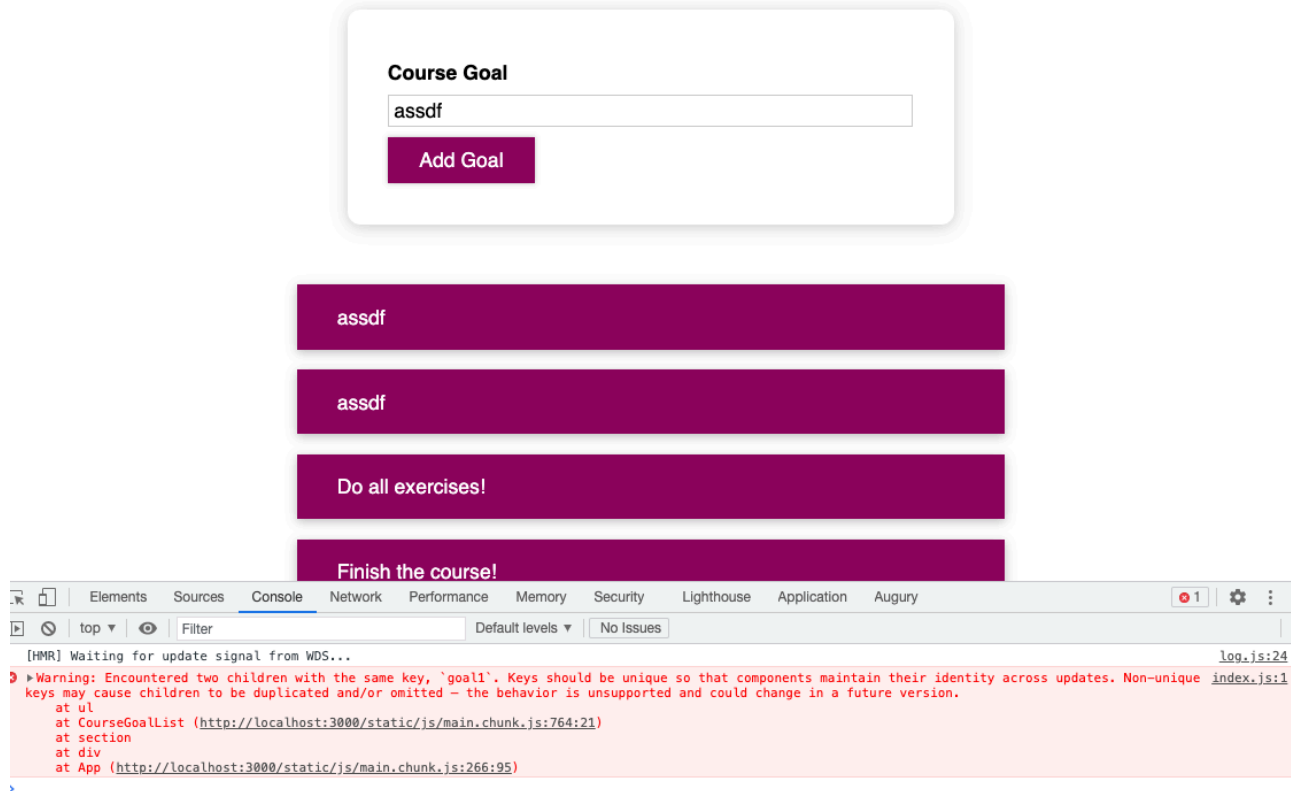 Course Goal
assdf
Add Goal
assdf
assdf
Do all exercises!
Finish the course!
Elements Sources Console Network Performance Memory Security Lighthouse Application Augury 1
top ▼ Filter Default levels ▼ No Issues
[HMR] Waiting for update signal from WDS... log.js:24
▶Warning: Encountered two children with the same key, `goal1`. Keys should be unique so that components maintain their identity across updates. Non-unique index.js:1
keys may cause children to be duplicated and/or omitted — the behavior is unsupported and could change in a future version.
at ul
at CourseGoalList (http://localhost:3000/static/js/main.chunk.js:764:21)
at section
at div
at App (http://localhost:3000/static/js/main.chunk.js:266:95)